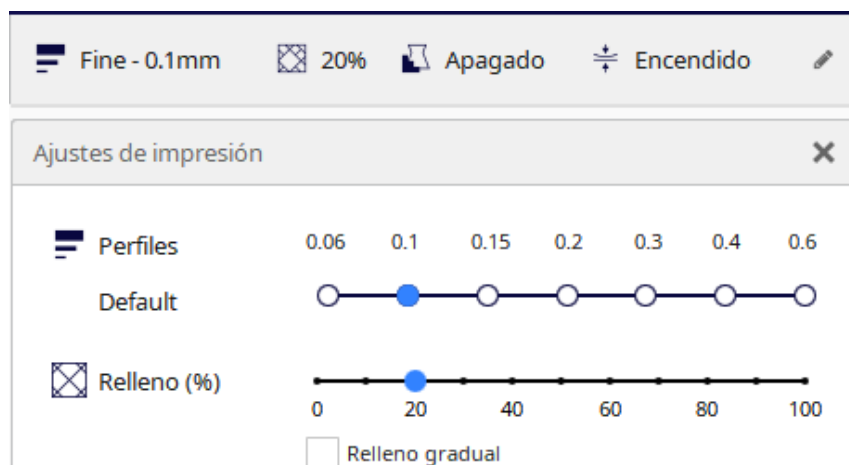 Fine - 0.1mm 20% Apagado Encendido
Ajustes de impresión
Perfiles 0.06 0.1 0.15 0.2 0.3 0.4 0.6
Default
Relleno (%)
0 20 40 60 80 100
Relleno gradual